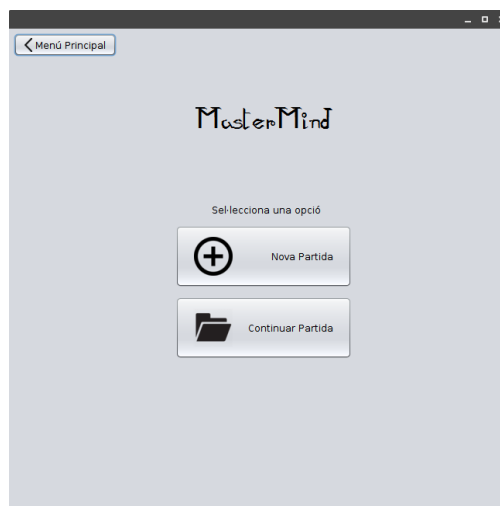 Menú Principal
MasterMind
Sel·lecciona una opció
Nova Partida
Continuar Partida